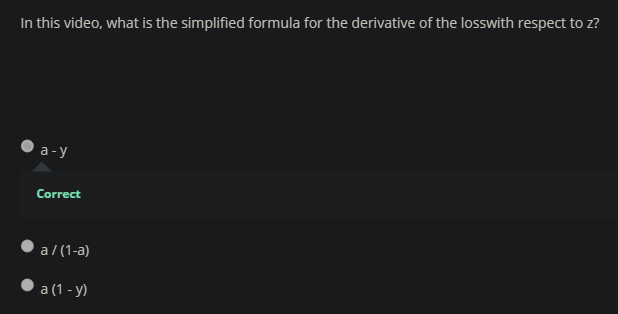 In this video, what is the simplified formula for the derivative of the losswith respect to z?
a - y
Correct
a / (1-a)
a (1 - y)